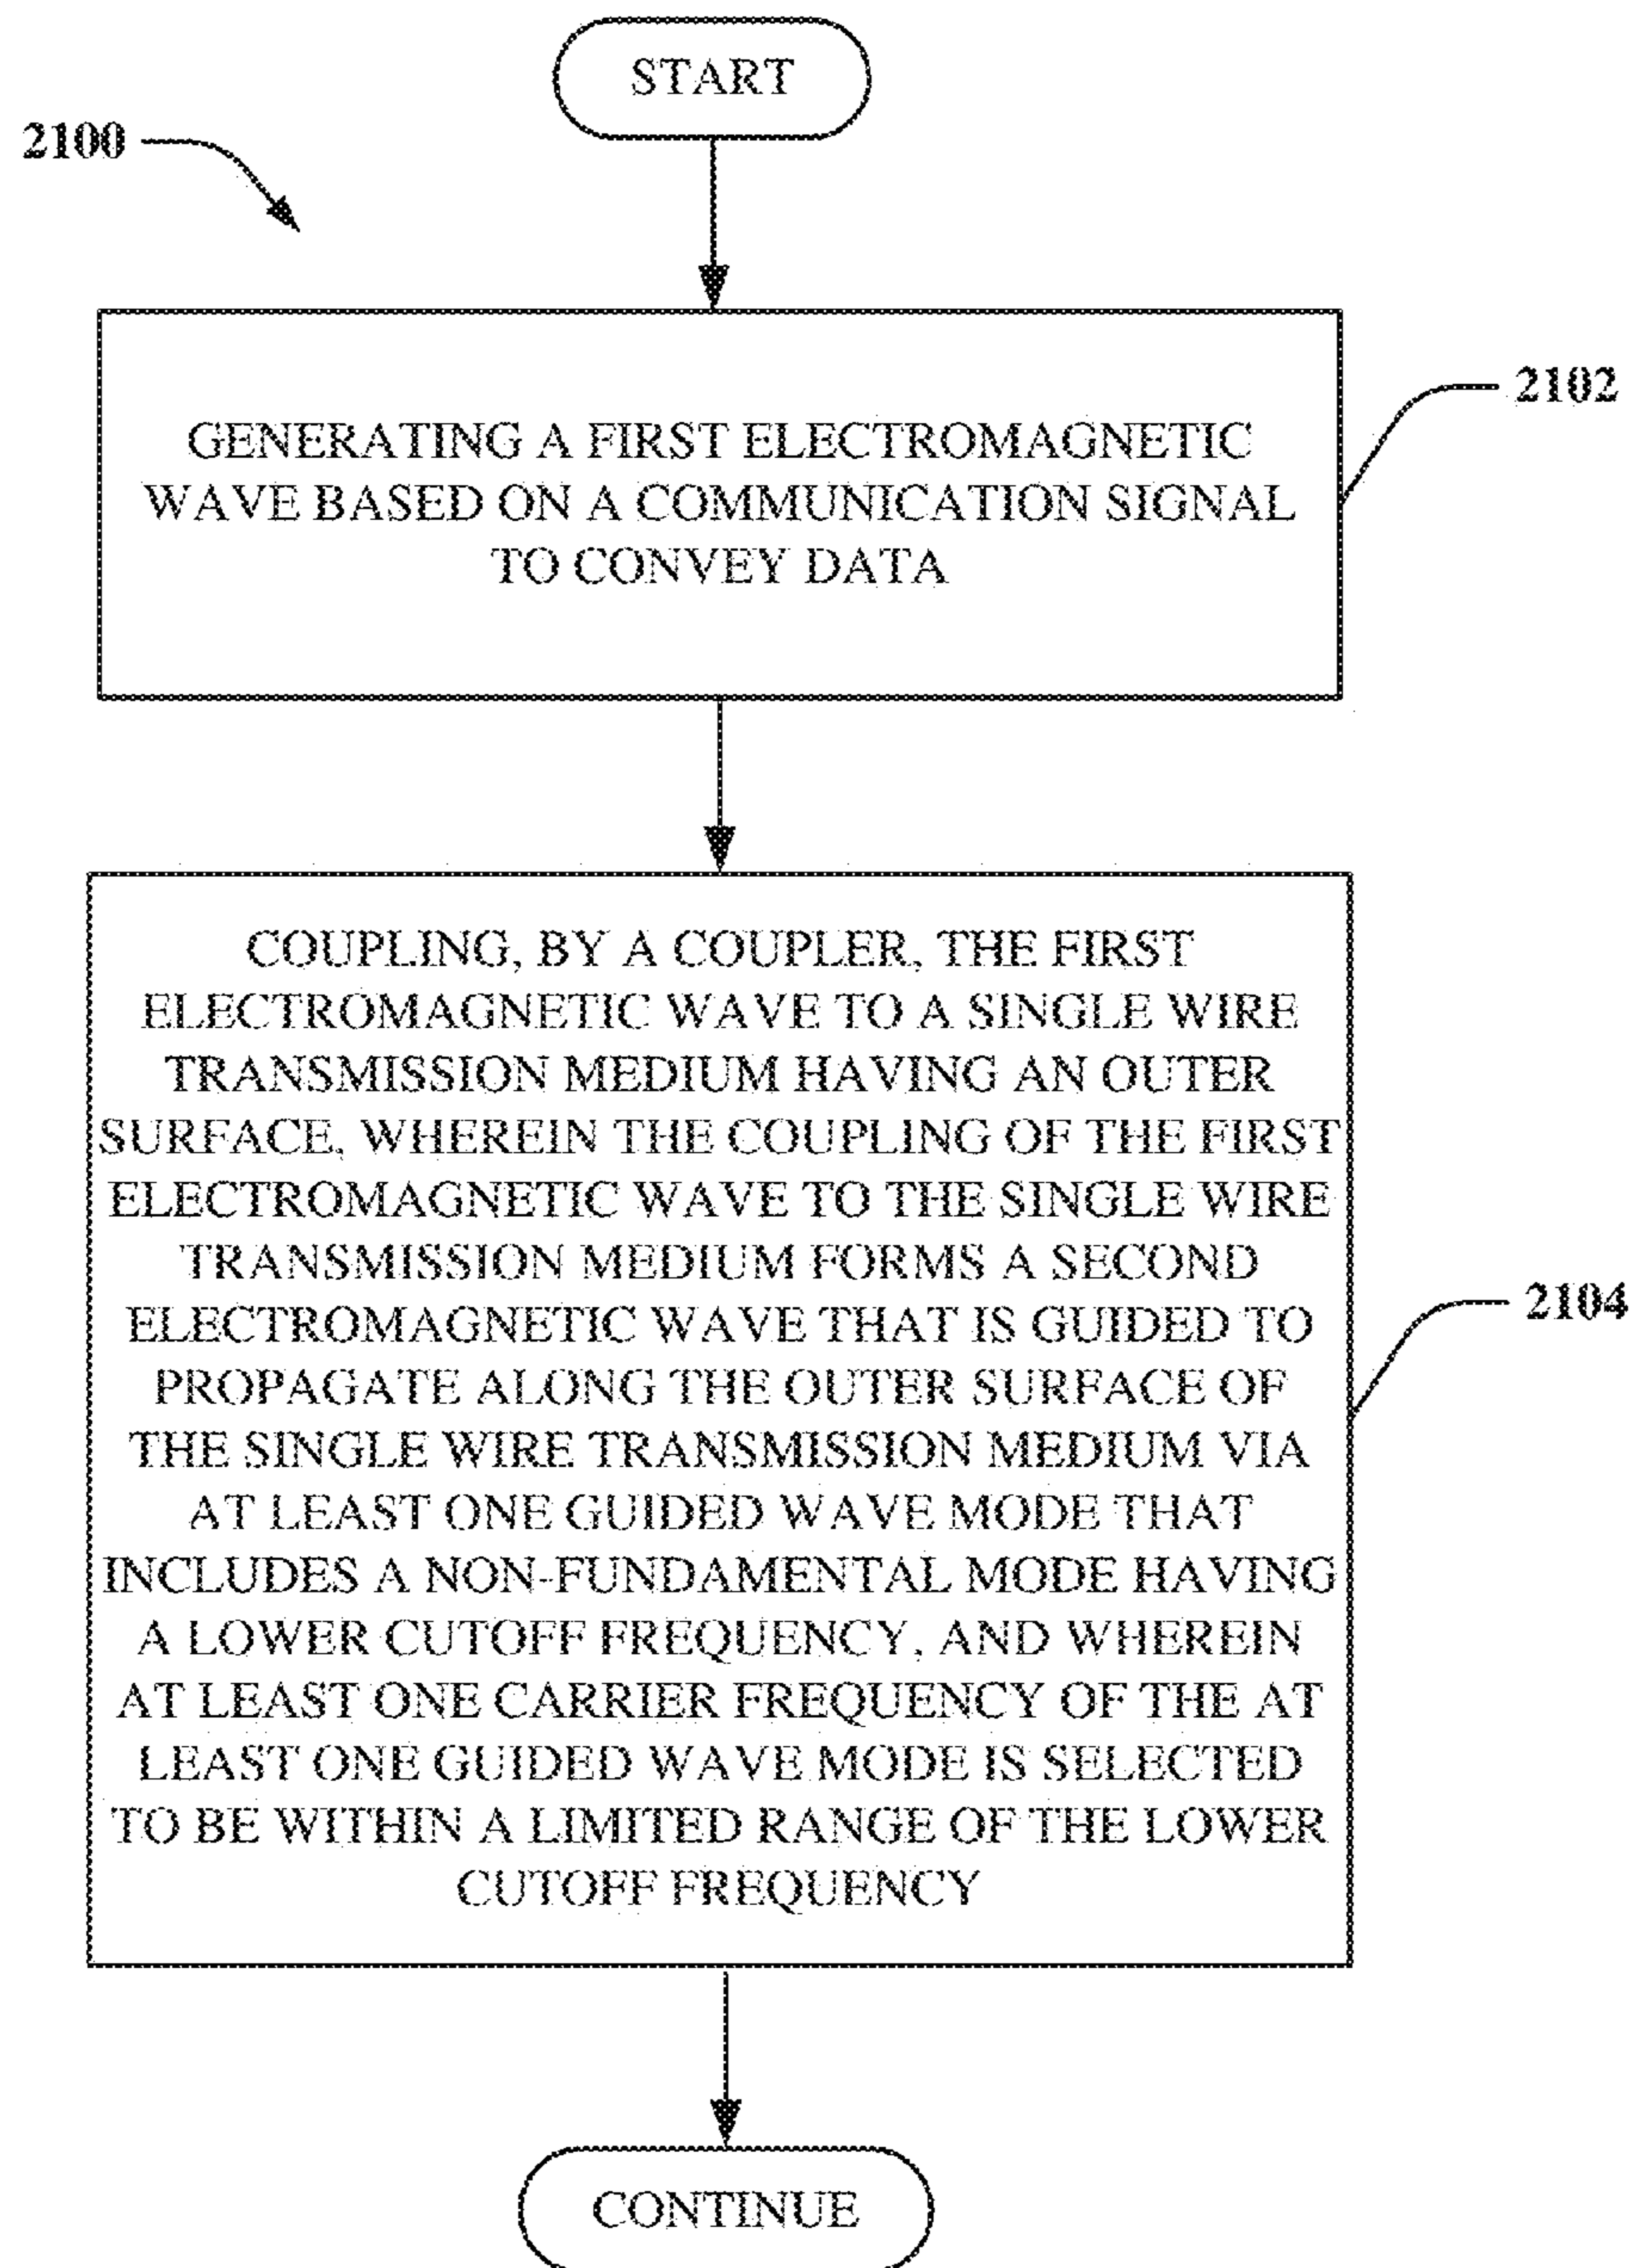 START
2100
2102
GENERATING A FIRST ELECTROMAGNETIC
WAVE BASED ON A COMMUNICATION SIGNAL
TO CONVEY DATA
COUPLING, BY A COUPLER, THE FIRST
ELECTROMAGNETIC WAVE TO A SINGLE WIRE
TRANSMISSION MEDIUM HAVING AN OUTER
SURFACE, WHEREIN THE COUPLING OF THE FIRST
ELECTROMAGNETIC WAVE TO THE SINGLE WIRE
TRANSMISSION MEDIUM FORMS A SECOND
ELECTROMAGNETIC WAVE THAT IS GUIDED TO
PROPAGATE ALONG THE OUTER SURFACE OF
THE SINGLE WIRE TRANSMISSION MEDIUM VIA
AT LEAST ONE GUIDED WAVE MODE THAT
INCLUDES A NON-FUNDAMENTAL MODE HAVING
A LOWER CUTOFF FREQUENCY, AND WHEREIN
AT LEAST ONE CARRIER FREQUENCY OF THE AT
LEAST ONE GUIDED WAVE MODE IS SELECTED
TO BE WITHIN A LIMITED RANGE OF THE LOWER
CUTOFF FREQUENCY
2104
CONTINUE